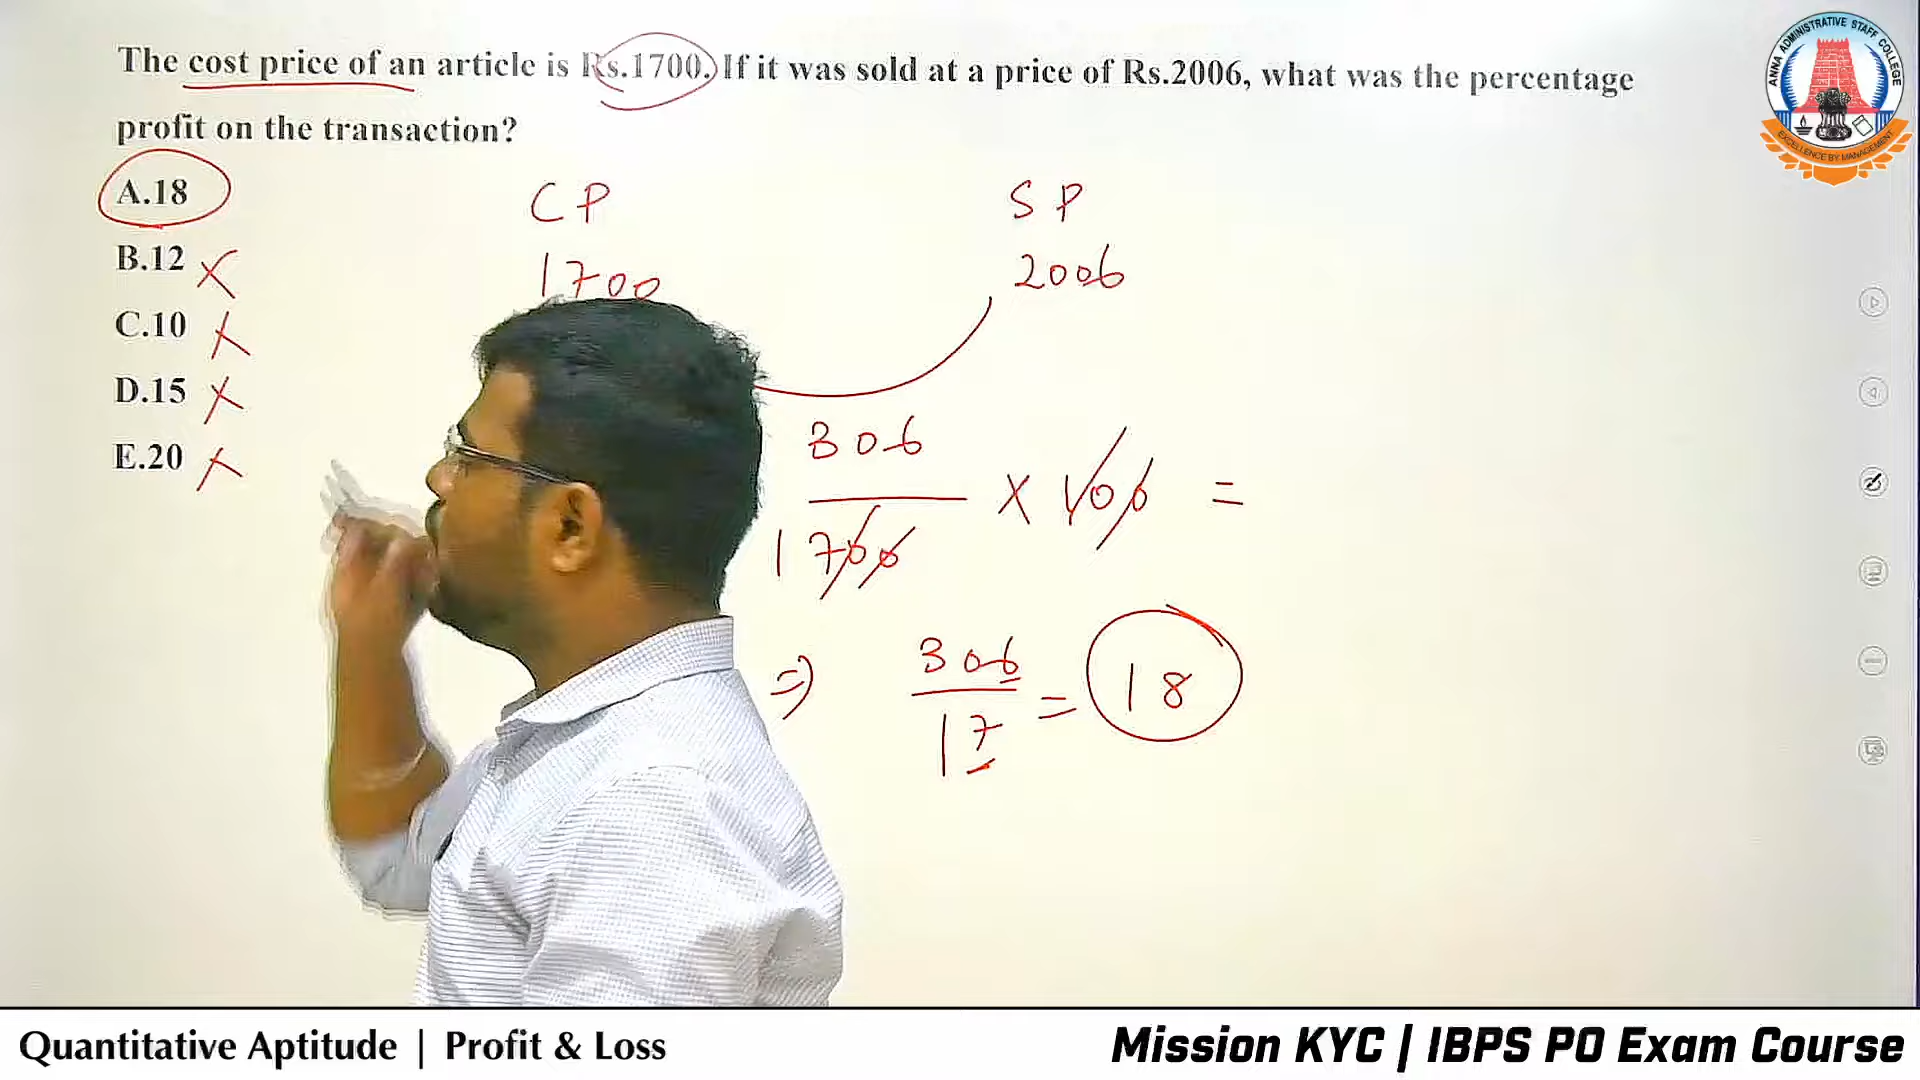 The cost price of an article is Rs.1700. If it was sold at a price of Rs.2006, what was the percentage
profit on the transaction?
A.18
B.12
C.10
D.15
E.20
CP SP
1700 2006
306
1700
× 100 =
⇒ 306
17
= 18
ANNA ADMINISTRATIVE STAFF COLLEGE
EXCELLENCE BY MANAGEMENT
Quantitative Aptitude | Profit & Loss
Mission KYC | IBPS PO Exam Course